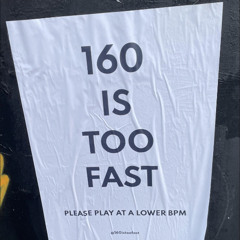 160
IS
TOO
FAST
PLEASE PLAY AT A LOWER BPM